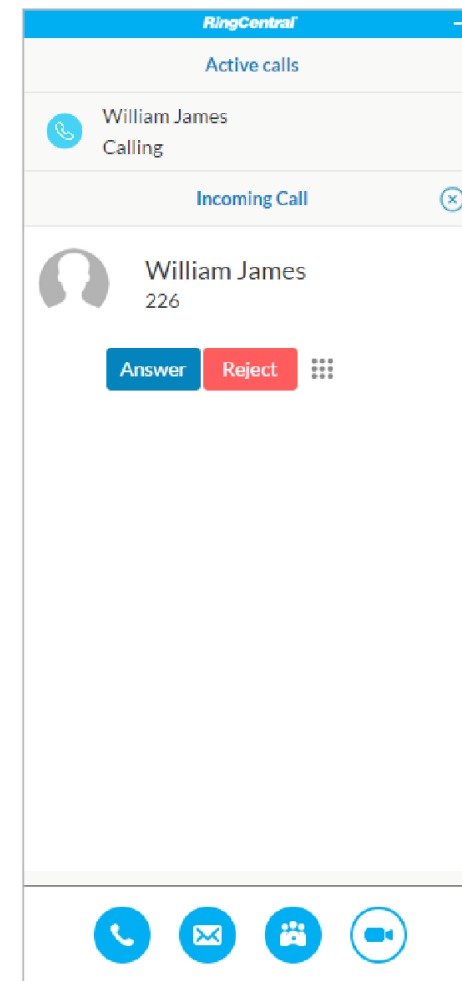 RingCentral
Active calls
William James
Calling
Incoming Call
William James
226
Answer Reject